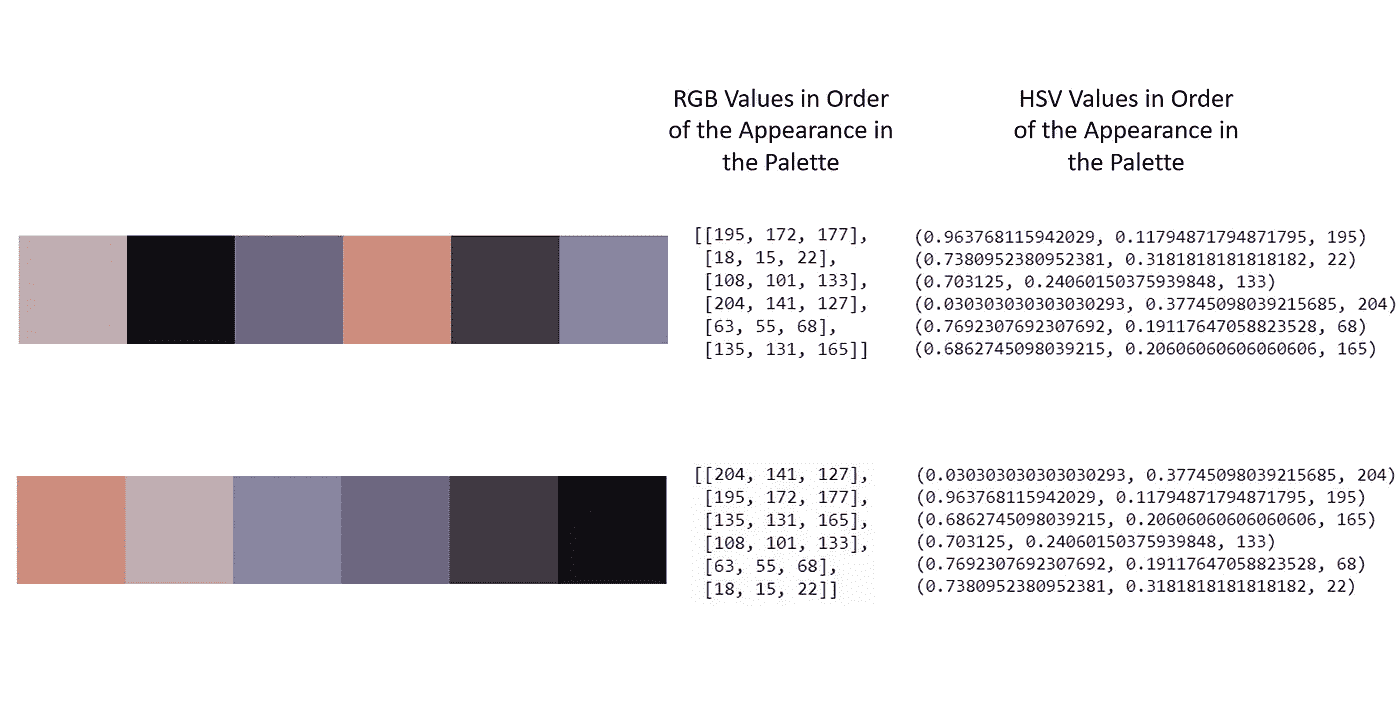 RGB Values in Order
of the Appearance in
the Palette
HSV Values in Order
of the Appearance in
the Palette
[[195, 172, 177],
[18, 15, 22],
[108, 101, 133],
[204, 141, 127],
[63, 55, 68],
[135, 131, 165]]
(0.963768115942029, 0.11794871794871795, 195)
(0.7380952380952381, 0.3181818181818182, 22)
(0.703125, 0.24060150375939848, 133)
(0.030303030303030293, 0.37745098039215685, 204)
(0.7692307692307692, 0.19117647058823528, 68)
(0.6862745098039215, 0.20606060606060606, 165)
[[204, 141, 127],
[195, 172, 177],
[135, 131, 165],
[108, 101, 133],
[63, 55, 68],
[18, 15, 22]]
(0.030303030303030293, 0.37745098039215685, 204)
(0.963768115942029, 0.11794871794871795, 195)
(0.6862745098039215, 0.20606060606060606, 165)
(0.703125, 0.24060150375939848, 133)
(0.7692307692307692, 0.19117647058823528, 68)
(0.7380952380952381, 0.3181818181818182, 22)